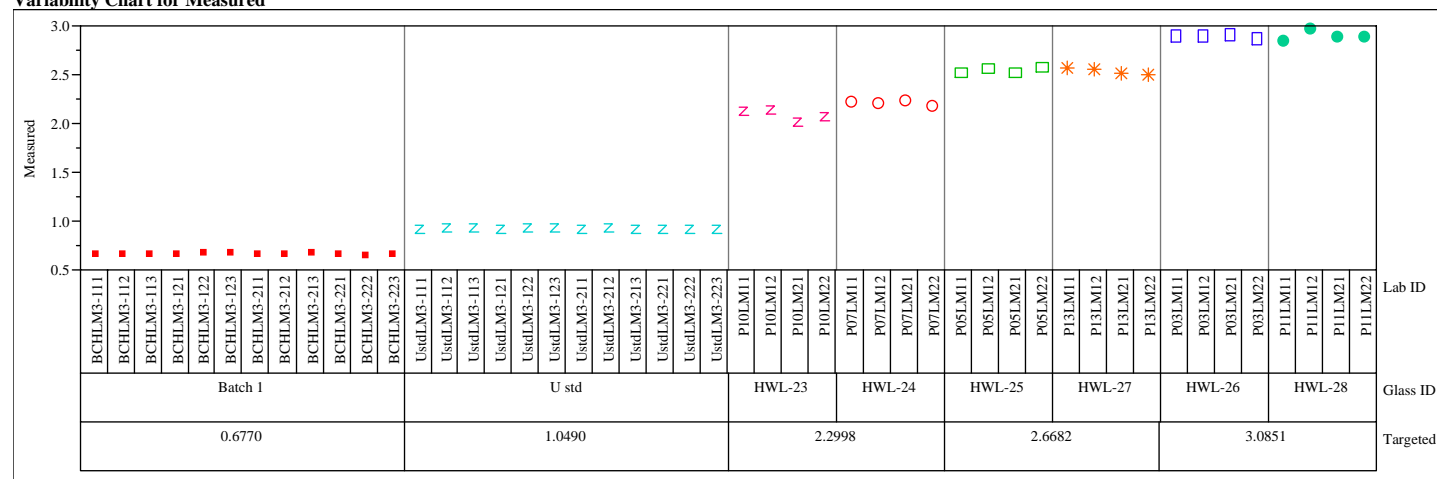 Variability Chart for Measured
Measured
3.0
2.5
2.0
1.5
1.0
0.5
BCHLM3-111
BCHLM3-112
BCHLM3-113
BCHLM3-121
BCHLM3-122
BCHLM3-123
BCHLM3-211
BCHLM3-212
BCHLM3-213
BCHLM3-221
BCHLM3-222
BCHLM3-223
UstdLM3-111
UstdLM3-112
UstdLM3-113
UstdLM3-121
UstdLM3-122
UstdLM3-123
UstdLM3-211
UstdLM3-212
UstdLM3-213
UstdLM3-221
UstdLM3-222
UstdLM3-223
P10LM11
P10LM12
P10LM21
P10LM22
P07LM11
P07LM12
P07LM21
P07LM22
P05LM11
P05LM12
P05LM21
P05LM22
P13LM11
P13LM12
P13LM21
P13LM22
P03LM11
P03LM12
P03LM21
P03LM22
P11LM11
P11LM12
P11LM21
P11LM22
Lab ID
Batch 1 U std HWL-23 HWL-24 HWL-25 HWL-27 HWL-26 HWL-28 Glass ID
0.6770 1.0490 2.2998 2.6682 3.0851 Targeted